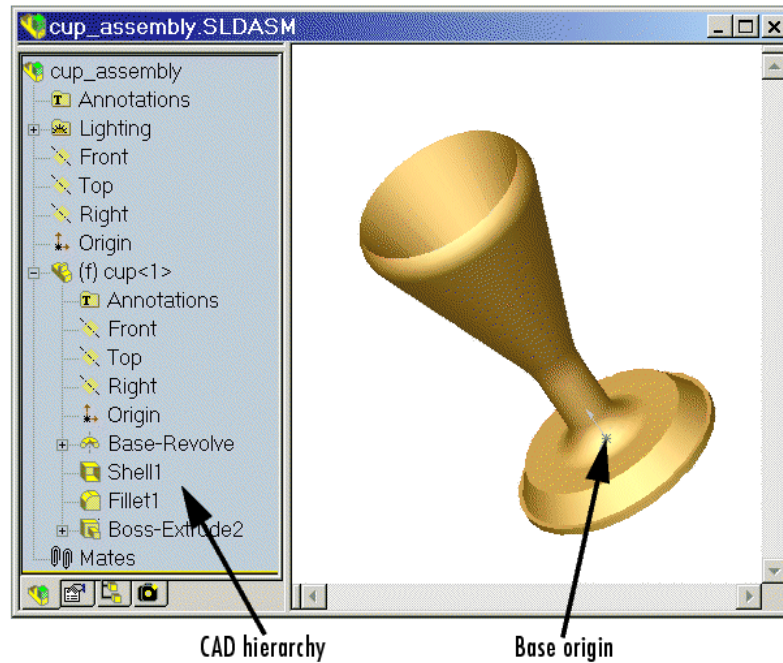 cup_assembly.SLDASM
cup_assembly
Annotations
Lighting
Front
Top
Right
Origin
(f) cup<1>
Annotations
Front
Top
Right
Origin
Base-Revolve
Shell1
Fillet1
Boss-Extrude2
Mates
CAD hierarchy
Base origin